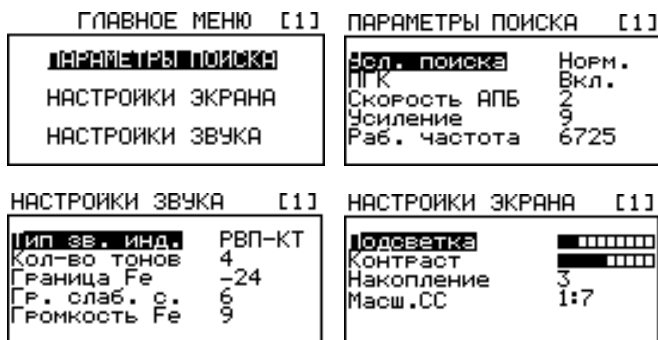 ГЛАВНОЕ МЕНЮ [1]
ПАРАМЕТРЫ ПОИСКА
НАСТРОЙКИ ЭКРАНА
НАСТРОЙКИ ЗВУКА
ПАРАМЕТРЫ ПОИСКА [1]
Усл. поиска Норм.
ПГК Вкл.
Скорость АПБ 2
Усиление 9
Раб. частота 6725
НАСТРОЙКИ ЗВУКА [1]
Тип зв. инд. РВП-КТ
Кол-во тонов 4
Граница Fe -24
Гр. слаб. с. 6
Громкость Fe 9
НАСТРОЙКИ ЭКРАНА [1]
Подсветка
Контраст
Накопление 3
Масш.СС 1:7